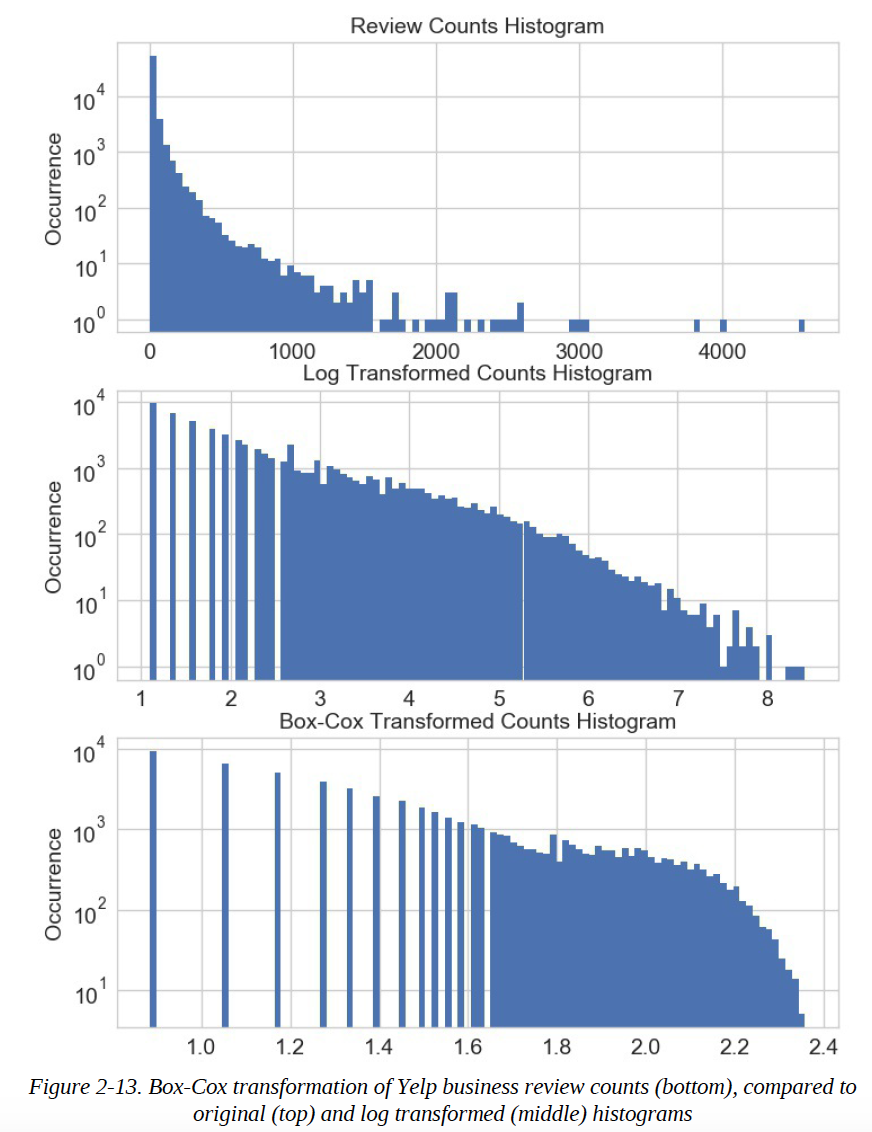 Review Counts Histogram
Occurrence
10^4
10^3
10^2
10^1
10^0
0 1000 2000 3000 4000
Log Transformed Counts Histogram
Occurrence
10^4
10^3
10^2
10^1
10^0
1 2 3 4 5 6 7 8
Box-Cox Transformed Counts Histogram
Occurrence
10^4
10^3
10^2
10^1
1.0 1.2 1.4 1.6 1.8 2.0 2.2 2.4
Figure 2-13. Box-Cox transformation of Yelp business review counts (bottom), compared to
original (top) and log transformed (middle) histograms